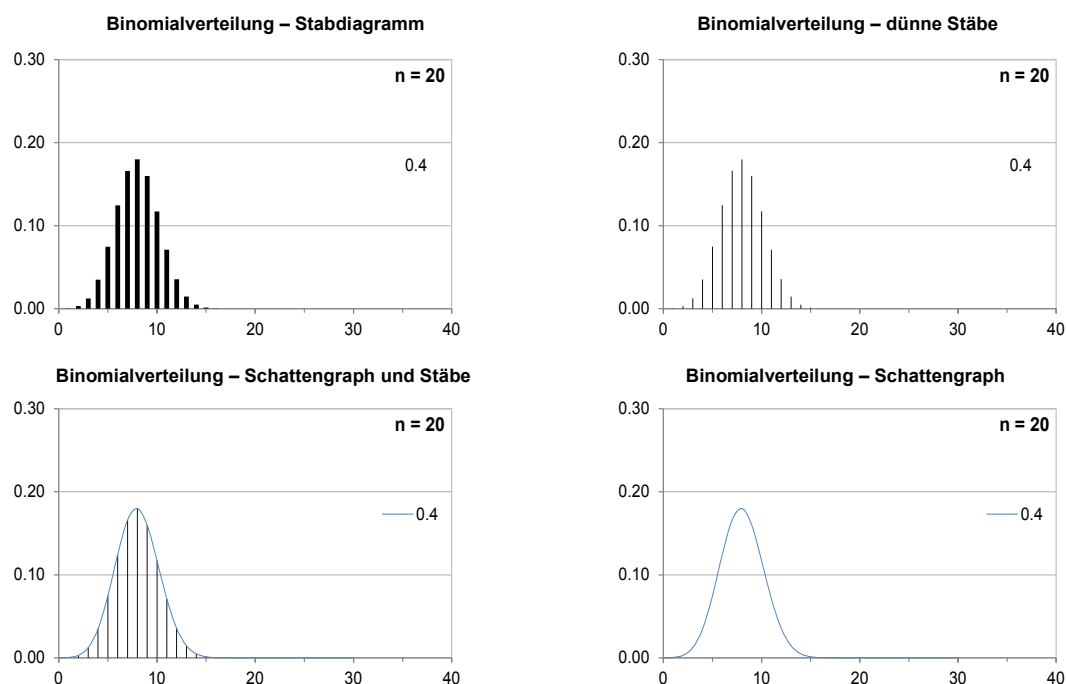 Binomialverteilung – Stabdiagramm
0.30
n = 20
0.20
0.4
0.10
0.00
0 10 20 30 40
Binomialverteilung – dünne Stäbe
0.30
n = 20
0.20
0.4
0.10
0.00
0 10 20 30 40
Binomialverteilung – Schattengraph und Stäbe
0.30
n = 20
0.20
0.4
0.10
0.00
0 10 20 30 40
Binomialverteilung – Schattengraph
0.30
n = 20
0.20
0.4
0.10
0.00
0 10 20 30 40